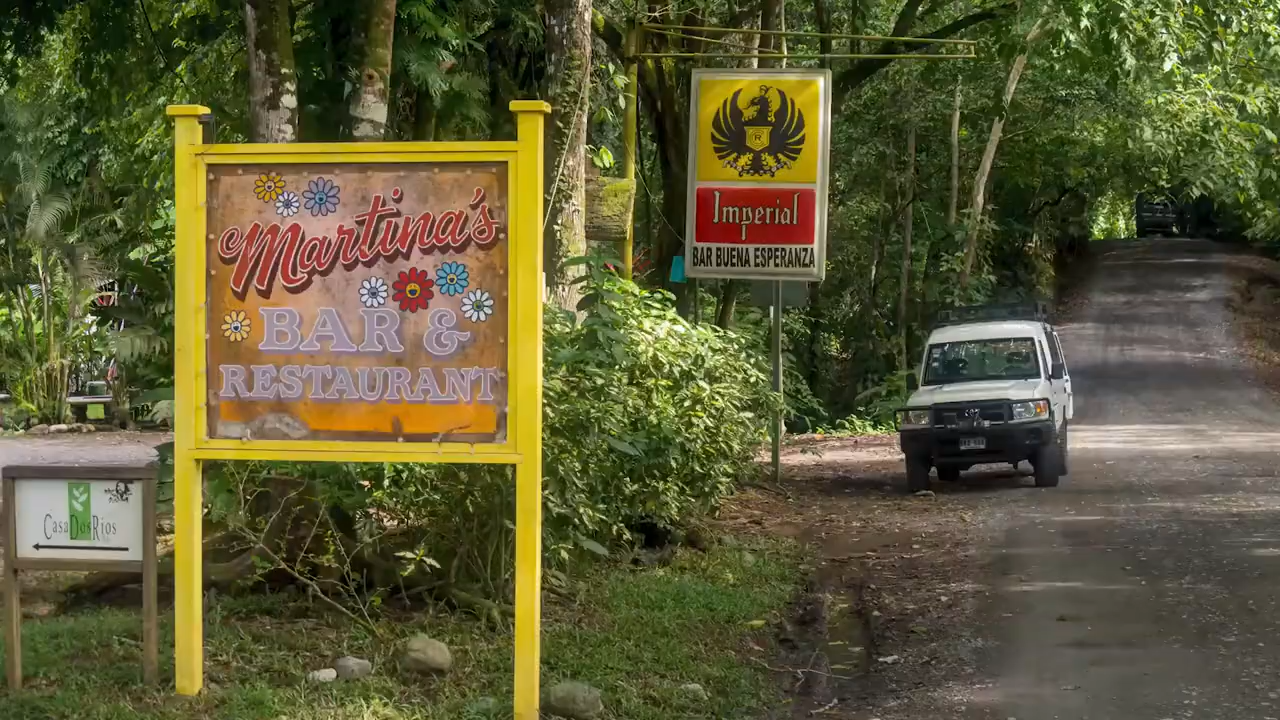 Martina's
BAR &
RESTAURANT
R
Imperial
BAR BUENA ESPERANZA
CasaDosRíos